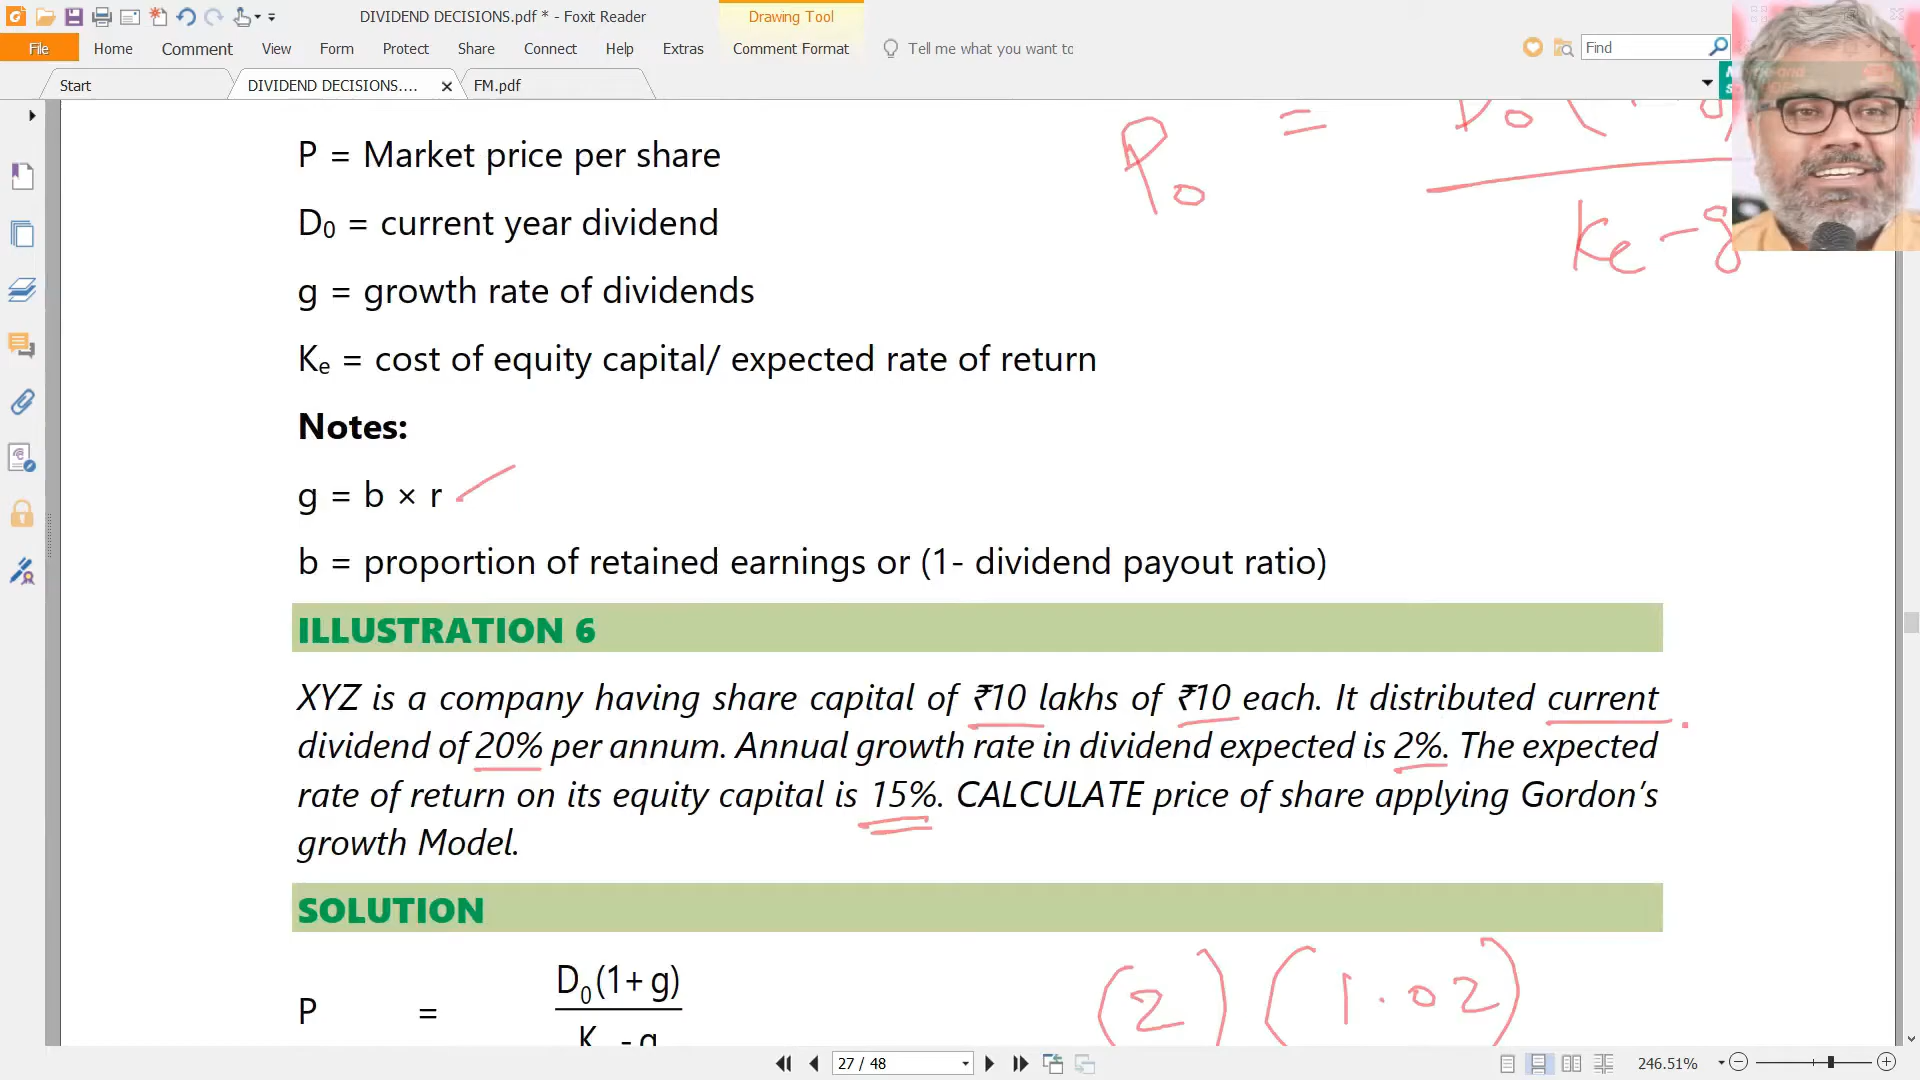 DIVIDEND DECISIONS.pdf * - Foxit Reader
Drawing Tool
File Home Comment View Form Protect Share Connect Help Extras Comment Format Tell me what you want to Find
Start DIVIDEND DECISIONS.... FM.pdf
P = Market price per share
P₀ =
Kₑ - g
D₀ = current year dividend
g = growth rate of dividends
Kₑ = cost of equity capital/ expected rate of return
Notes:
g = b × r
b = proportion of retained earnings or (1- dividend payout ratio)
ILLUSTRATION 6
XYZ is a company having share capital of ₹10 lakhs of ₹10 each. It distributed current
dividend of 20% per annum. Annual growth rate in dividend expected is 2%. The expected
rate of return on its equity capital is 15%. CALCULATE price of share applying Gordon's
growth Model.
SOLUTION
D₀(1+ g)
P =
K - g
(2) (1.02)
27 / 48
246.51%